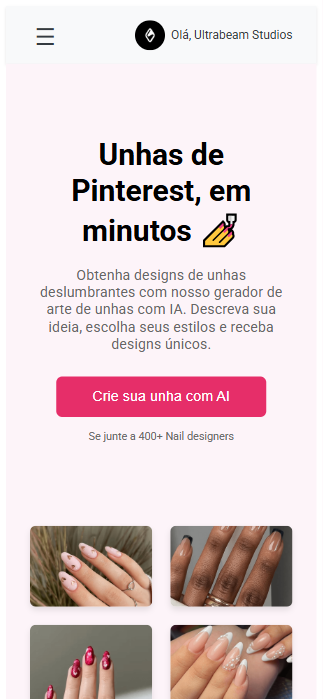 Olá, Ultrabeam Studios
Unhas de
Pinterest, em
minutos 💅
Obtenha designs de unhas
deslumbrantes com nosso gerador de
arte de unhas com IA. Descreva sua
ideia, escolha seus estilos e receba
designs únicos.
Crie sua unha com AI
Se junte a 400+ Nail designers